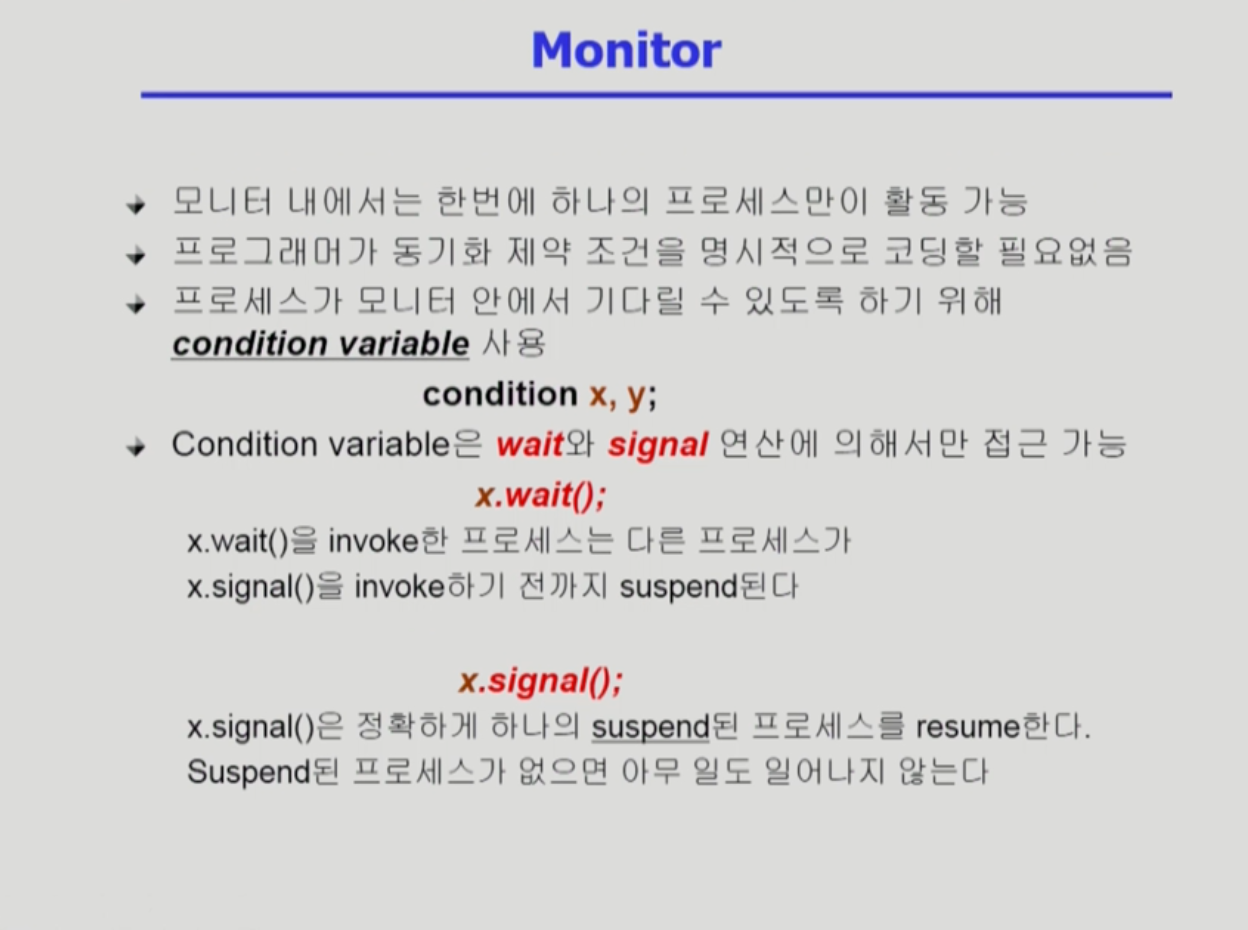 Monitor
모니터 내에서는 한번에 하나의 프로세스만이 활동 가능
프로그래머가 동기화 제약 조건을 명시적으로 코딩할 필요없음
프로세스가 모니터 안에서 기다릴 수 있도록 하기 위해
condition variable 사용
condition x, y;
Condition variable은 wait와 signal 연산에 의해서만 접근 가능
x.wait();
x.wait()을 invoke한 프로세스는 다른 프로세스가
x.signal()을 invoke하기 전까지 suspend된다
x.signal();
x.signal()은 정확하게 하나의 suspend된 프로세스를 resume한다.
Suspend된 프로세스가 없으면 아무 일도 일어나지 않는다